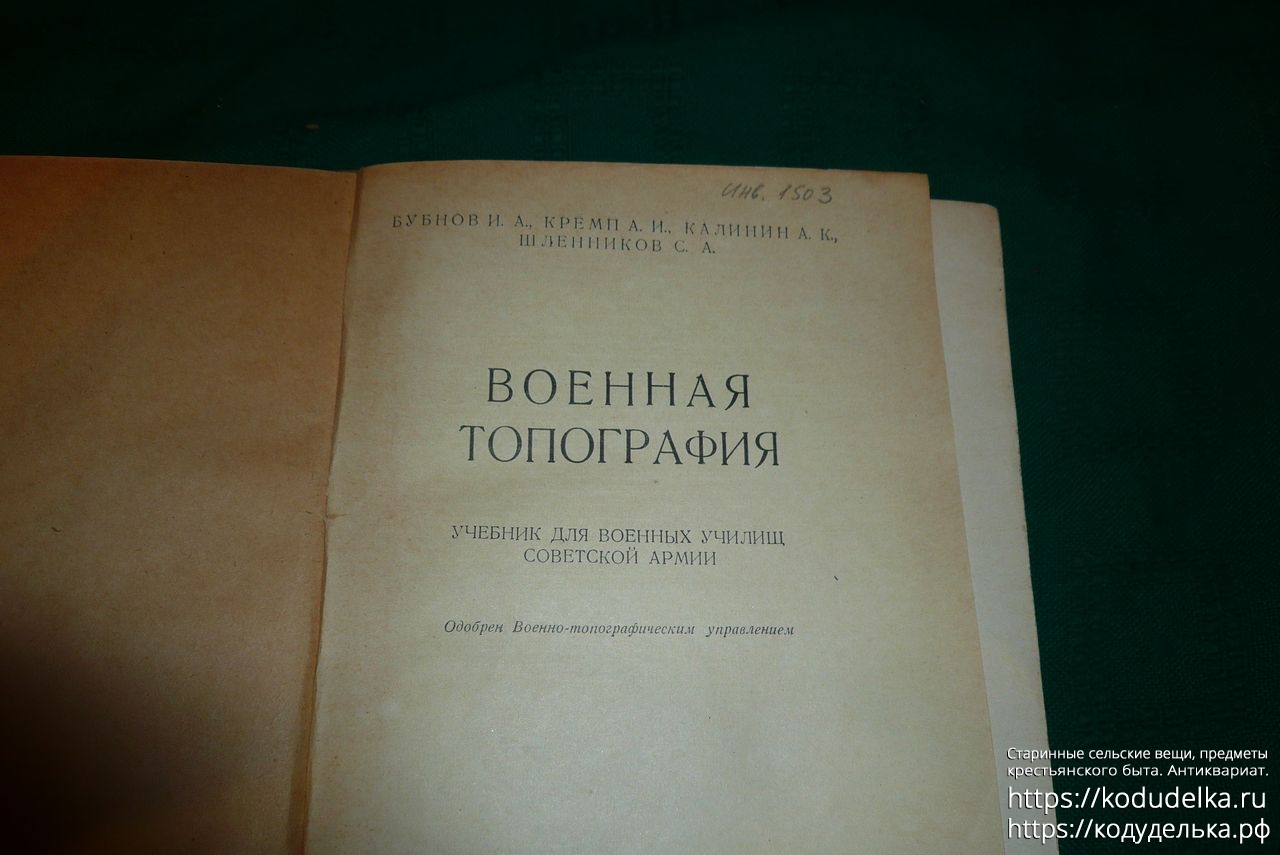 Инв. 1503
БУБНОВ И. А., КРЕМП А. И., КАЛИНИН А. К.,
ШЛЕННИКОВ С. А.
ВОЕННАЯ
ТОПОГРАФИЯ
УЧЕБНИК ДЛЯ ВОЕННЫХ УЧИЛИЩ
СОВЕТСКОЙ АРМИИ
Одобрен Военно-топографическим управлением
Старинные сельские вещи, предметы
крестьянского быта. Антиквариат.
https://kodudelka.ru
https://кодуделька.рф